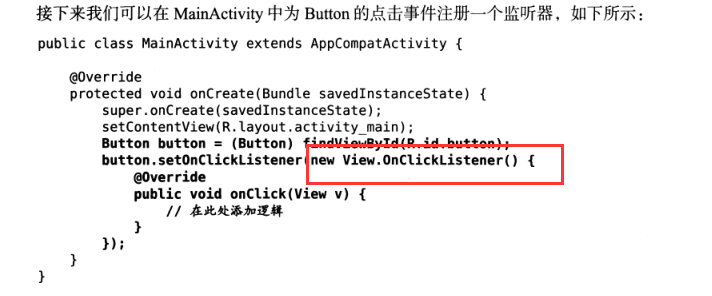 接下来我们可以在 MainActivity 中为 Button 的点击事件注册一个监听器，如下所示：
public class MainActivity extends AppCompatActivity {
@Override
protected void onCreate(Bundle savedInstanceState) {
super.onCreate(savedInstanceState);
setContentView(R.layout.activity_main);
Button button = (Button) findViewById(R.id.button);
button.setOnClickListener(new View.OnClickListener() {
@Override
public void onClick(View v) {
// 在此处添加逻辑
}
});
}
}